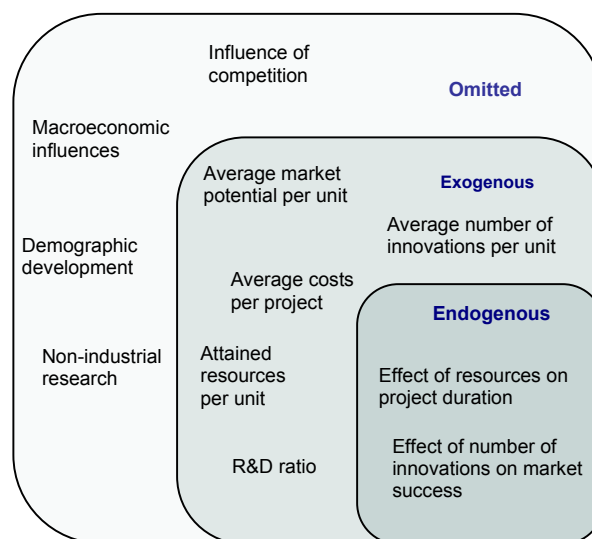 Influence of
competition
Omitted
Macroeconomic
influences
Average market
potential per unit
Exogenous
Average number of
innovations per unit
Demographic
development
Average costs
per project
Endogenous
Non-industrial
research
Attained
resources
per unit
Effect of resources on
project duration
R&D ratio
Effect of number of
innovations on market
success